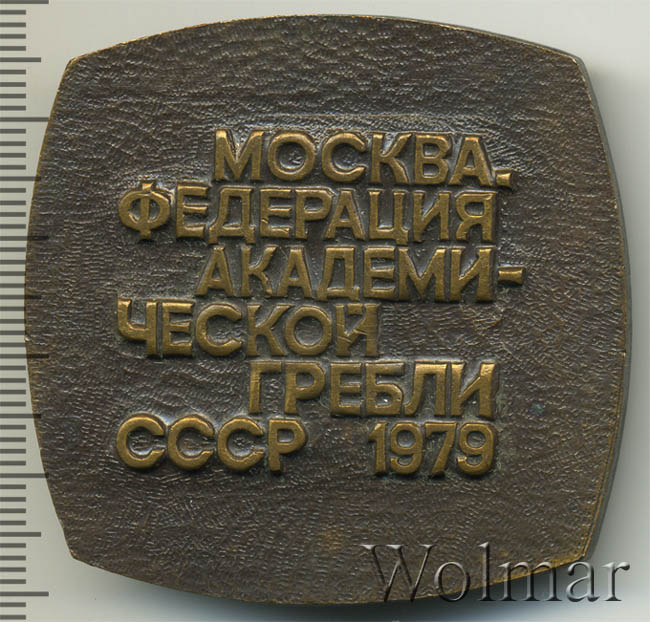 МОСКВА.
ФЕДЕРАЦИЯ
АКАДЕМИ-
ЧЕСКОЙ
ГРЕБЛИ
СССР 1979
Wolmar